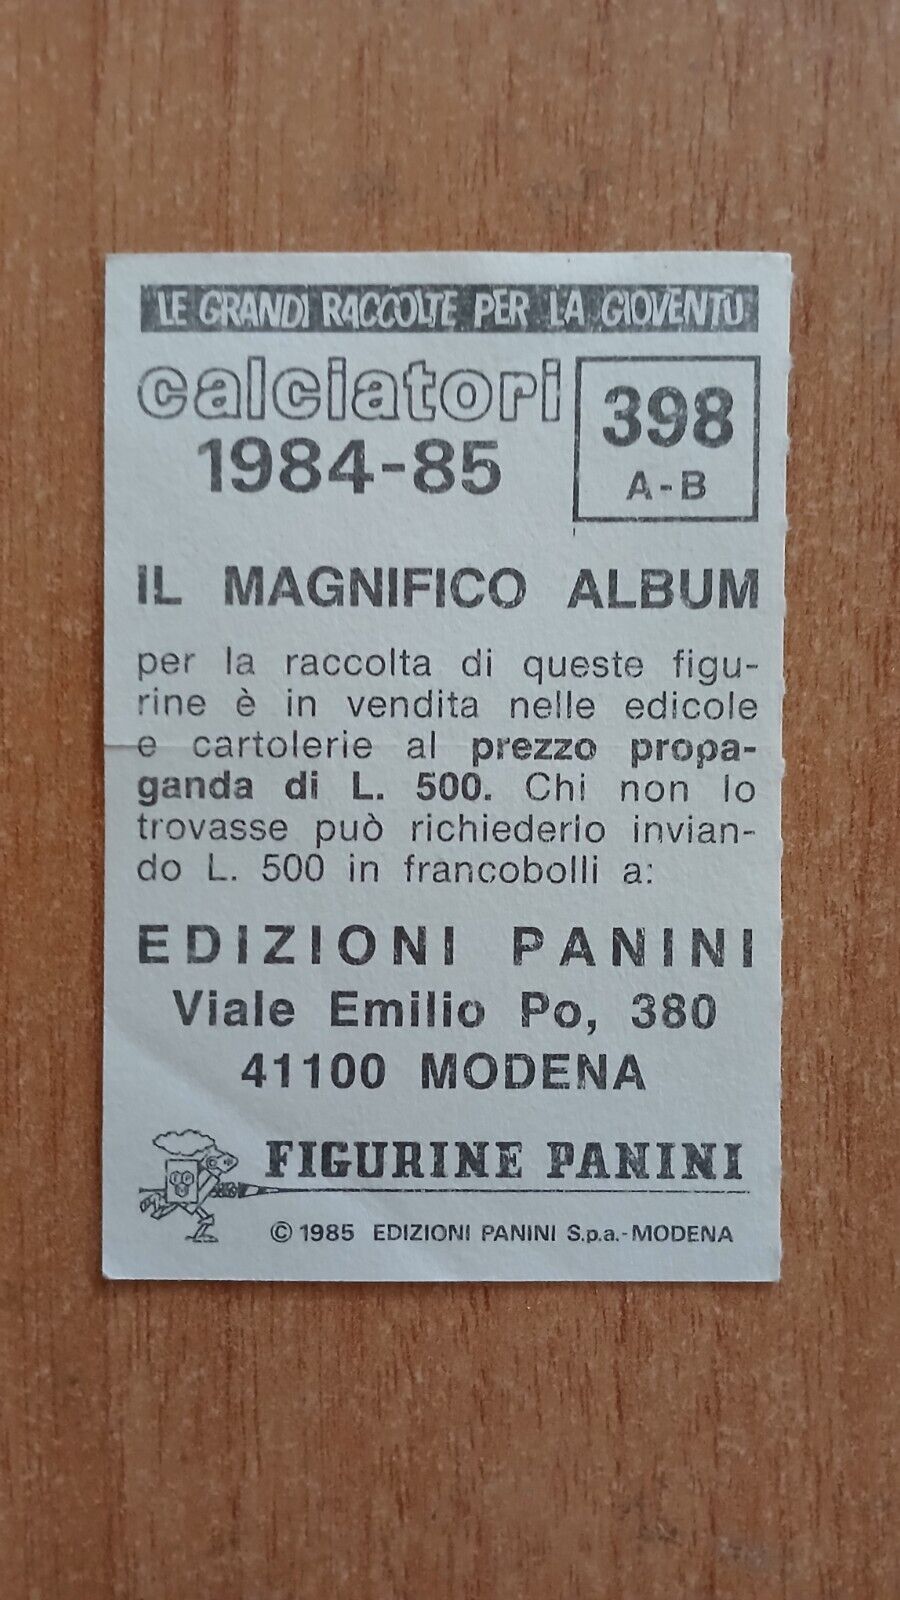 LE GRANDI RACCOLTE PER LA GIOVENTÙ
calciatori
1984-85
398
A-B
IL MAGNIFICO ALBUM
per la raccolta di queste figu-
rine è in vendita nelle edicole
e cartolerie al prezzo propa-
ganda di L. 500. Chi non lo
trovasse può richiederlo invian-
do L. 500 in francobolli a:
EDIZIONI PANINI
Viale Emilio Po, 380
41100 MODENA
FIGURINE PANINI
© 1985 EDIZIONI PANINI S.p.a.-MODENA